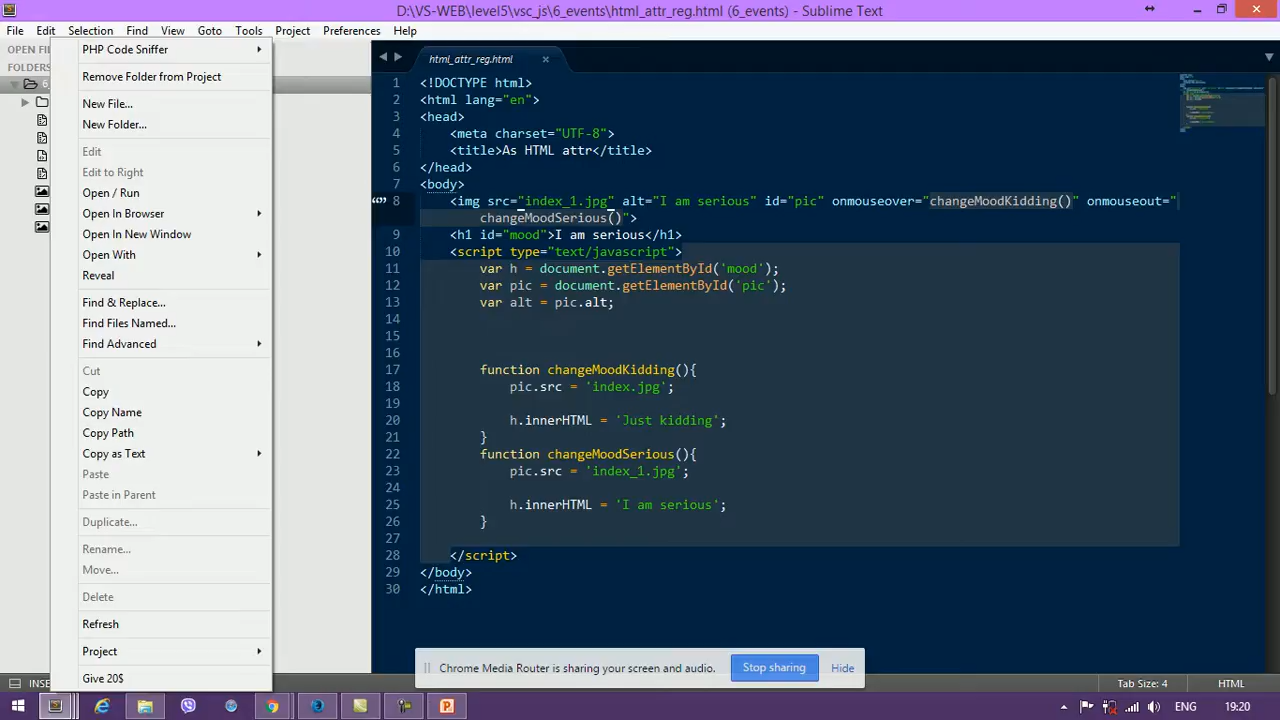 D:\VS-WEB\level5\vsc_js\6_events\html_attr_reg.html (6_events) - Sublime Text
File Edit Selection Find View Goto Tools Project Preferences Help
OPEN FI
FOLDERS
6
PHP Code Sniffer
Remove Folder from Project
New File...
New Folder...
Edit
Edit to Right
Open / Run
Open In Browser
Open In New Window
Open With
Reveal
Find & Replace...
Find Files Named...
Find Advanced
Cut
Copy
Copy Name
Copy Path
Copy as Text
Paste
Paste in Parent
Duplicate...
Rename...
Move...
Delete
Refresh
Project
Give 20$
html_attr_reg.html
1 <!DOCTYPE html>
2 <html lang="en">
3 <head>
4 <meta charset="UTF-8">
5 <title>As HTML attr</title>
6 </head>
7 <body>
8 <img src="index_1.jpg" alt="I am serious" id="pic" onmouseover="changeMoodKidding()" onmouseout="
changeMoodSerious()">
9 <h1 id="mood">I am serious</h1>
10 <script type="text/javascript">
11 var h = document.getElementById('mood');
12 var pic = document.getElementById('pic');
13 var alt = pic.alt;
14
15
16
17 function changeMoodKidding(){
18 pic.src = 'index.jpg';
19
20 h.innerHTML = 'Just kidding';
21 }
22 function changeMoodSerious(){
23 pic.src = 'index_1.jpg';
24
25 h.innerHTML = 'I am serious';
26 }
27
28 </script>
29 </body>
30 </html>
Chrome Media Router is sharing your screen and audio. Stop sharing Hide
INSE
Tab Size: 4 HTML
ENG 19:20